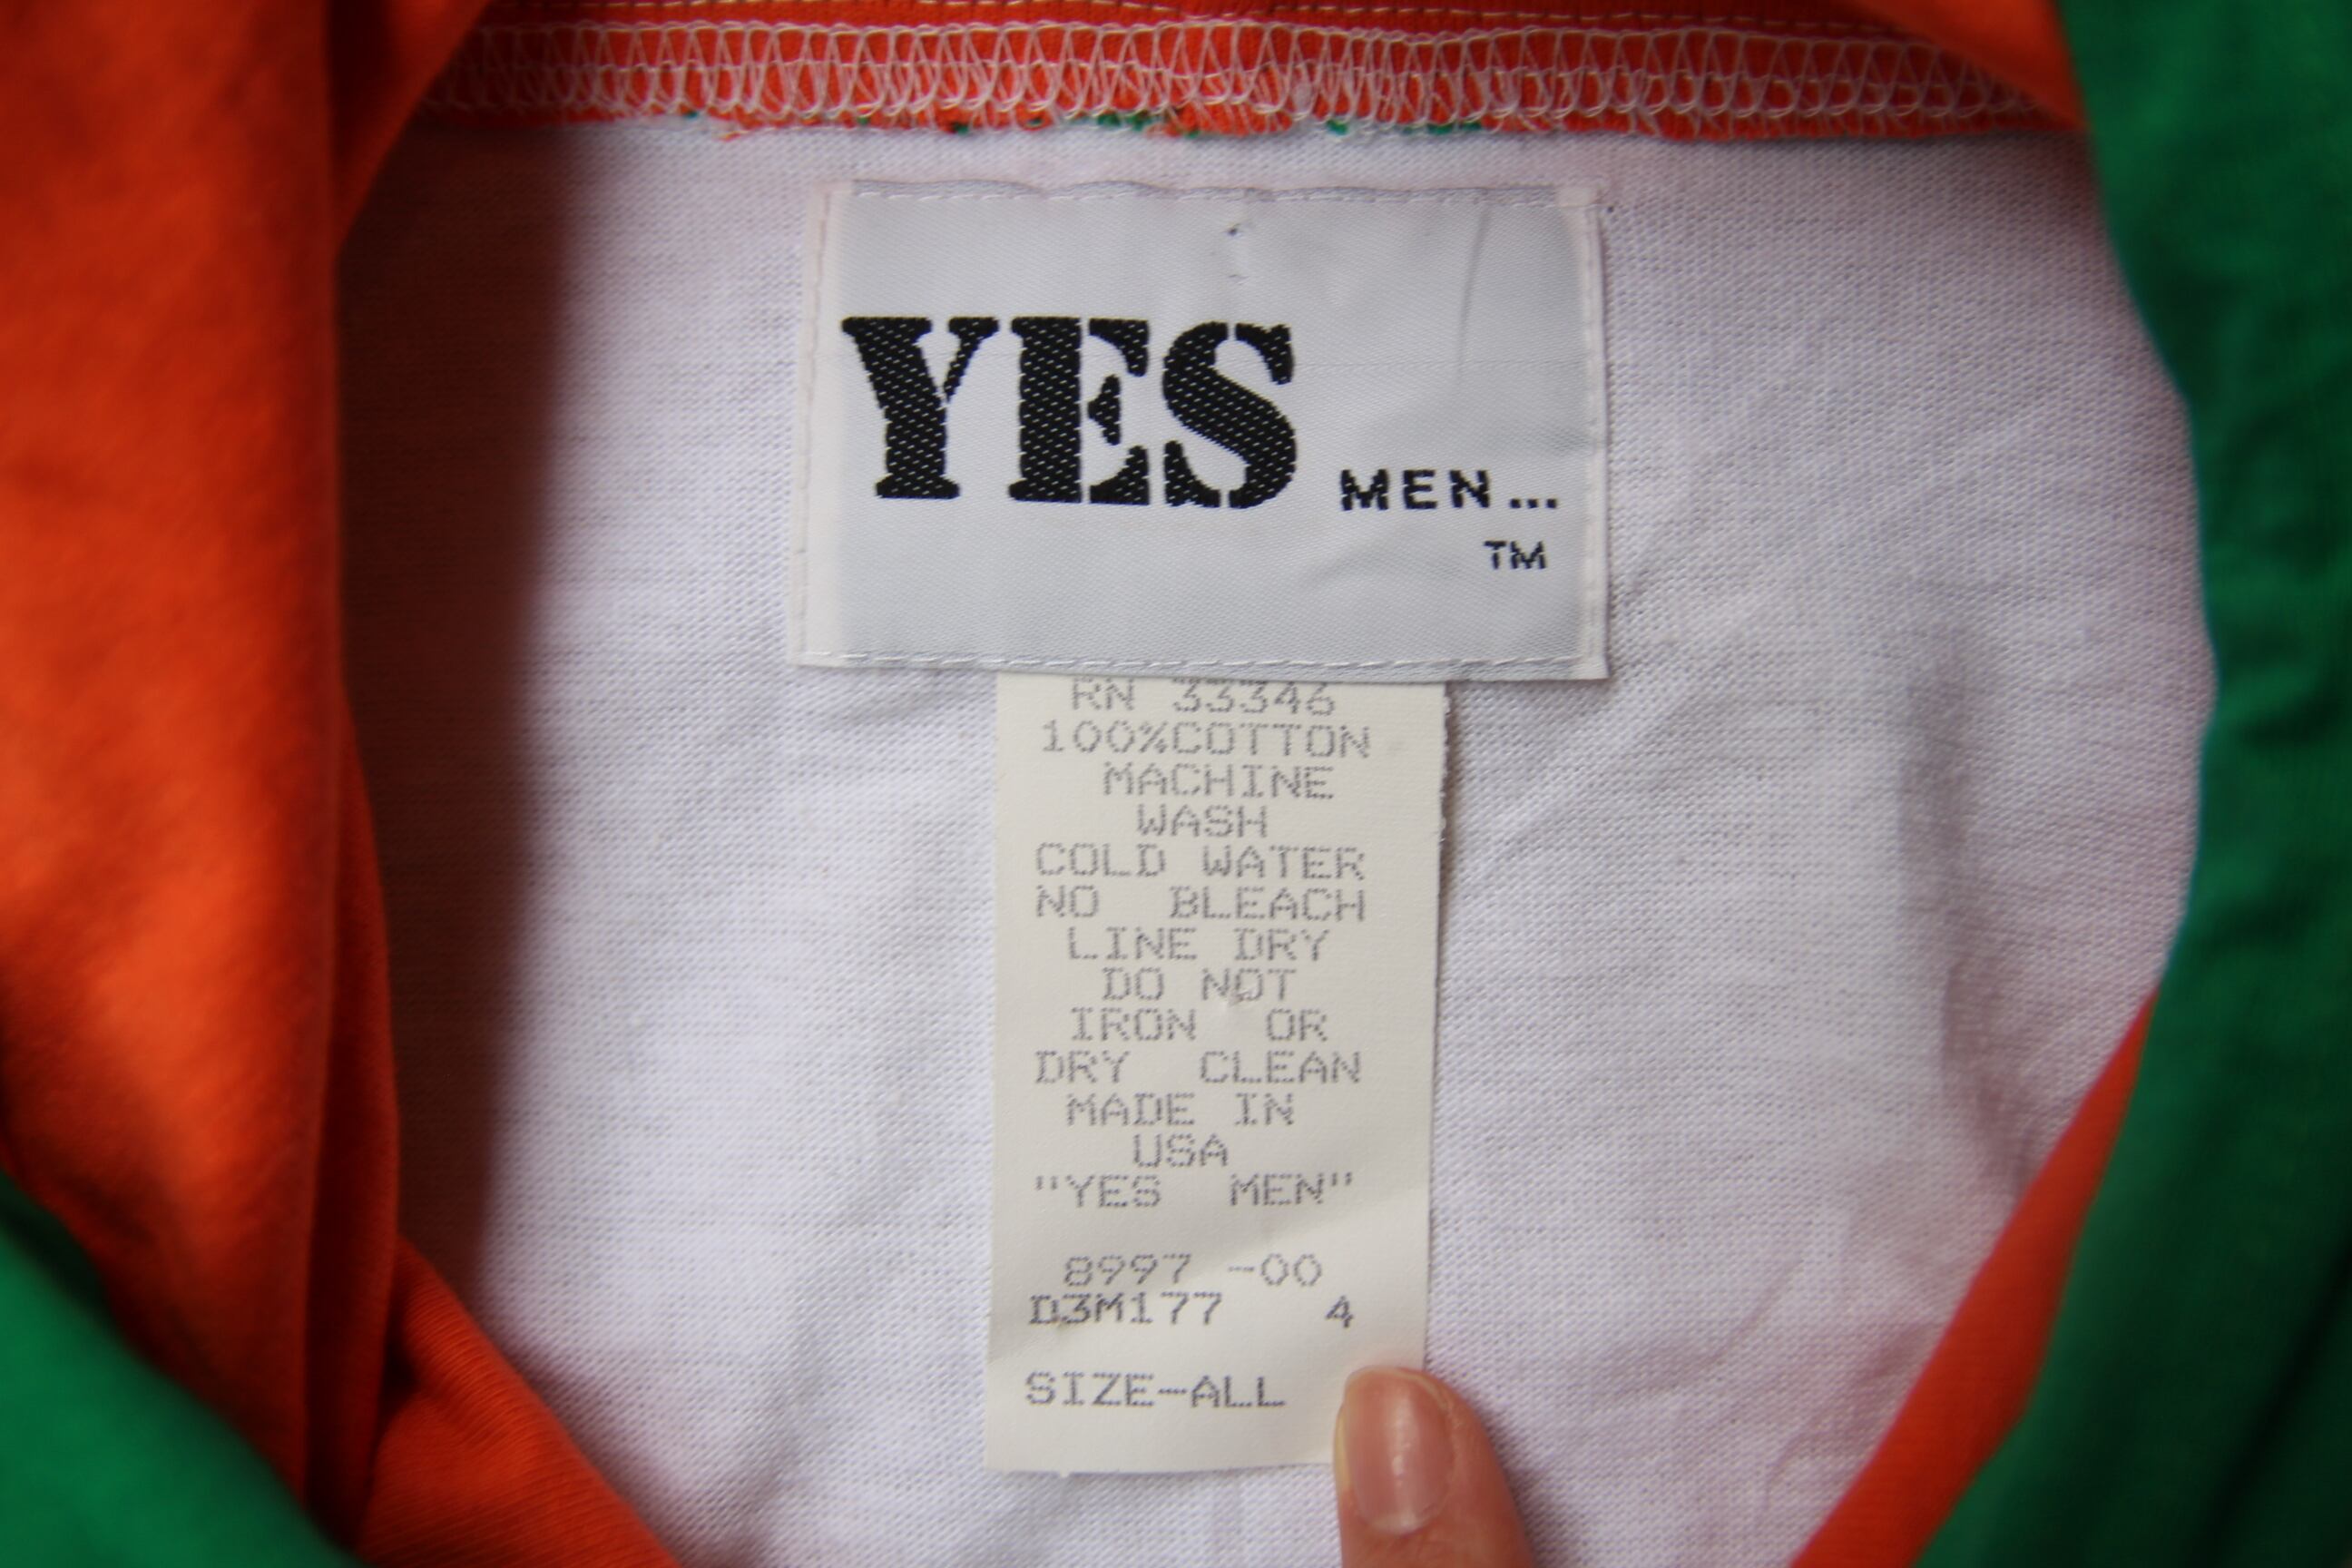 YES MEN...
TM
RN 33346
100%COTTON
MACHINE
WASH
COLD WATER
NO BLEACH
LINE DRY
DO NOT
IRON OR
DRY CLEAN
MADE IN
USA
"YES MEN"
8997 -00
D3M177 4
SIZE-ALL